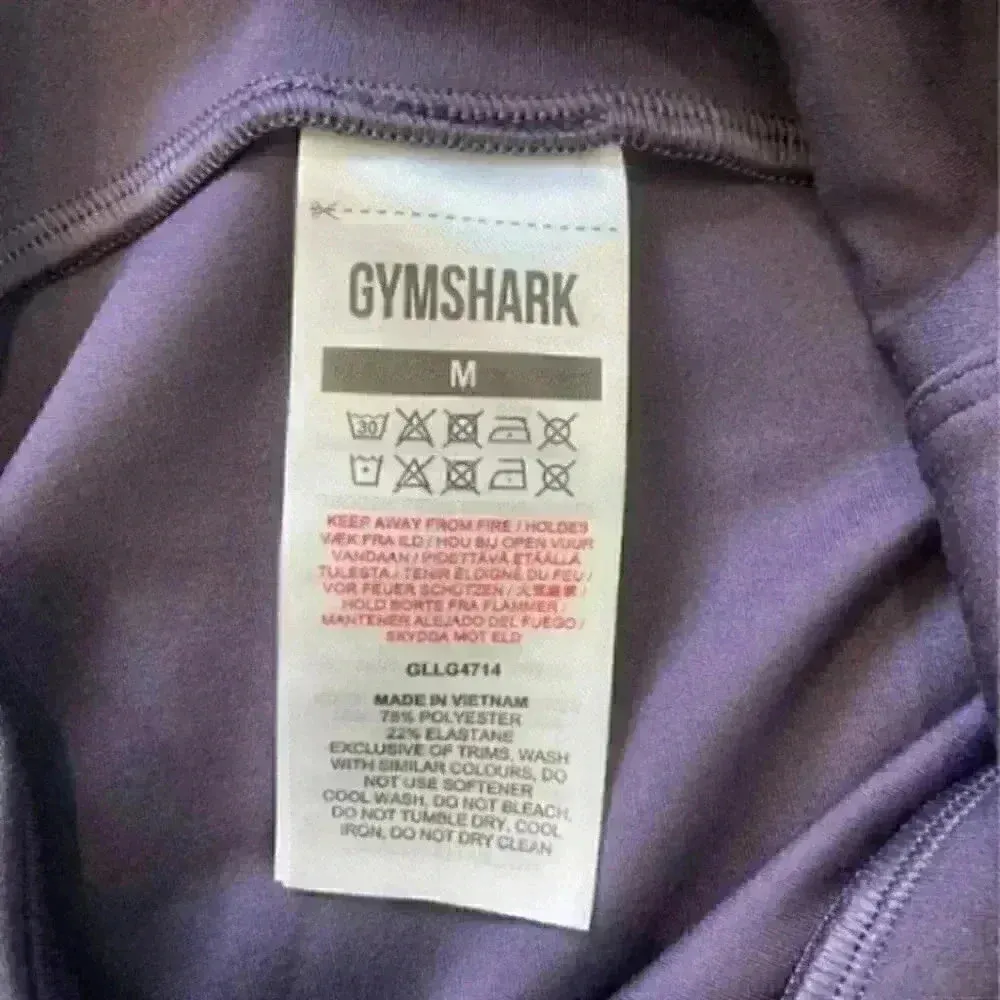 GYMSHARK
M
30
KEEP AWAY FROM FIRE / HOLDES
VÆK FRA ILD / HOU BIJ OPEN VUUR
VANDAAN / PIDETTÄVÄ ETÄÄLLÄ
TULESTA / TENIR ÉLOIGNÉ DU FEU /
VOR FEUER SCHÜTZEN /
HOLD BORTE FRA FLAMMER /
MANTENER ALEJADO DEL FUEGO /
SKYDDA MOT ELD
GLLG4714
MADE IN VIETNAM
78% POLYESTER
22% ELASTANE
EXCLUSIVE OF TRIMS, WASH
WITH SIMILAR COLOURS, DO
NOT USE SOFTENER
COOL WASH, DO NOT BLEACH,
DO NOT TUMBLE DRY, COOL
IRON, DO NOT DRY CLEAN